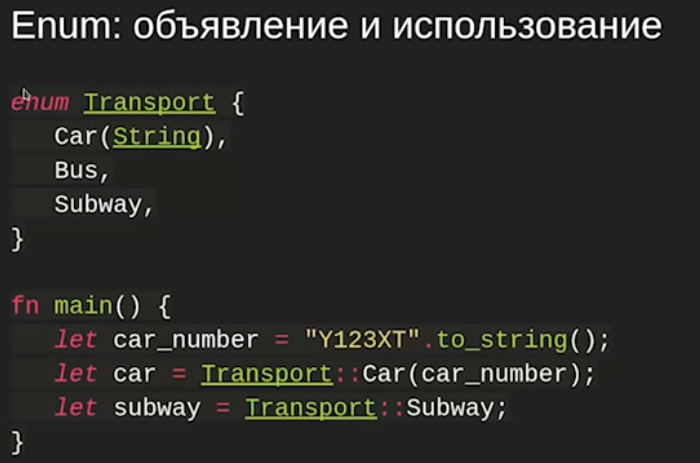 Enum: объявление и использование
enum Transport {
Car(String),
Bus,
Subway,
}
fn main() {
let car_number = "Y123XT".to_string();
let car = Transport::Car(car_number);
let subway = Transport::Subway;
}